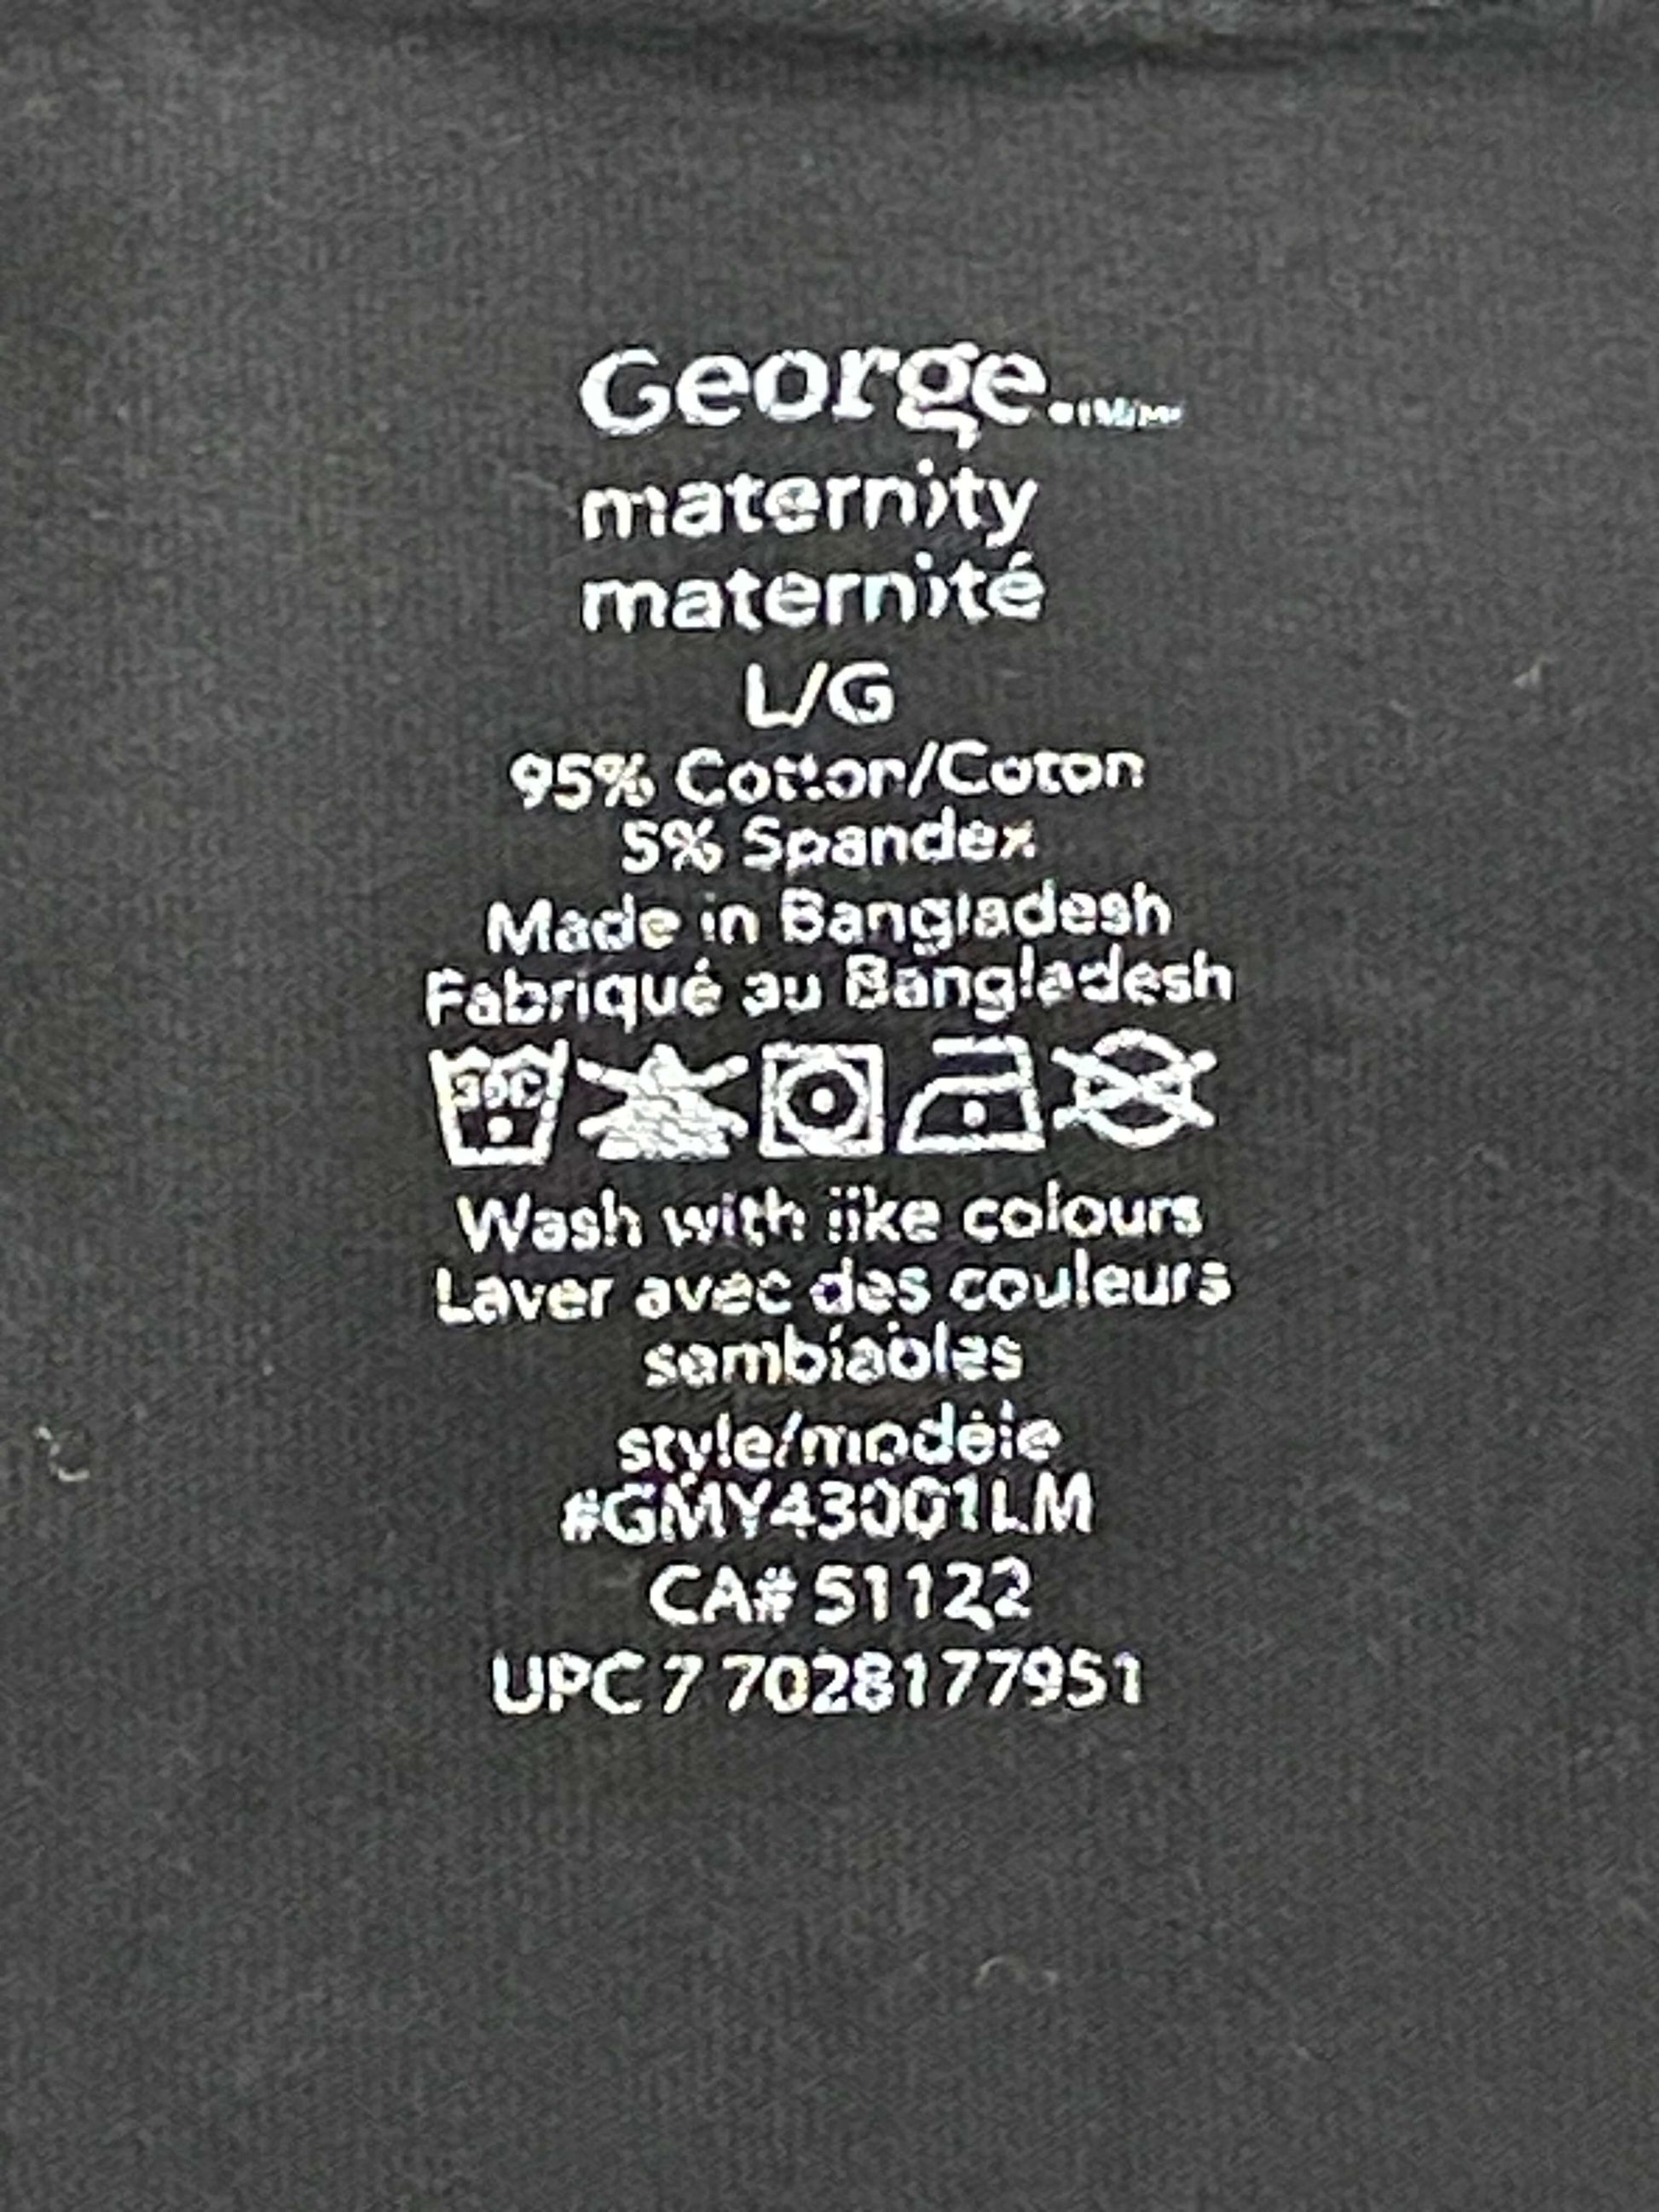 George
maternity
maternité
L/G
95% Cotton/Coton
5% Spandex
Made in Bangladesh
Fabriqué au Bangladesh
30C
Wash with like colours
Laver avec des couleurs
semblables
style/modèle
#GMY43001LM
CA# 51122
UPC 7 7028177951